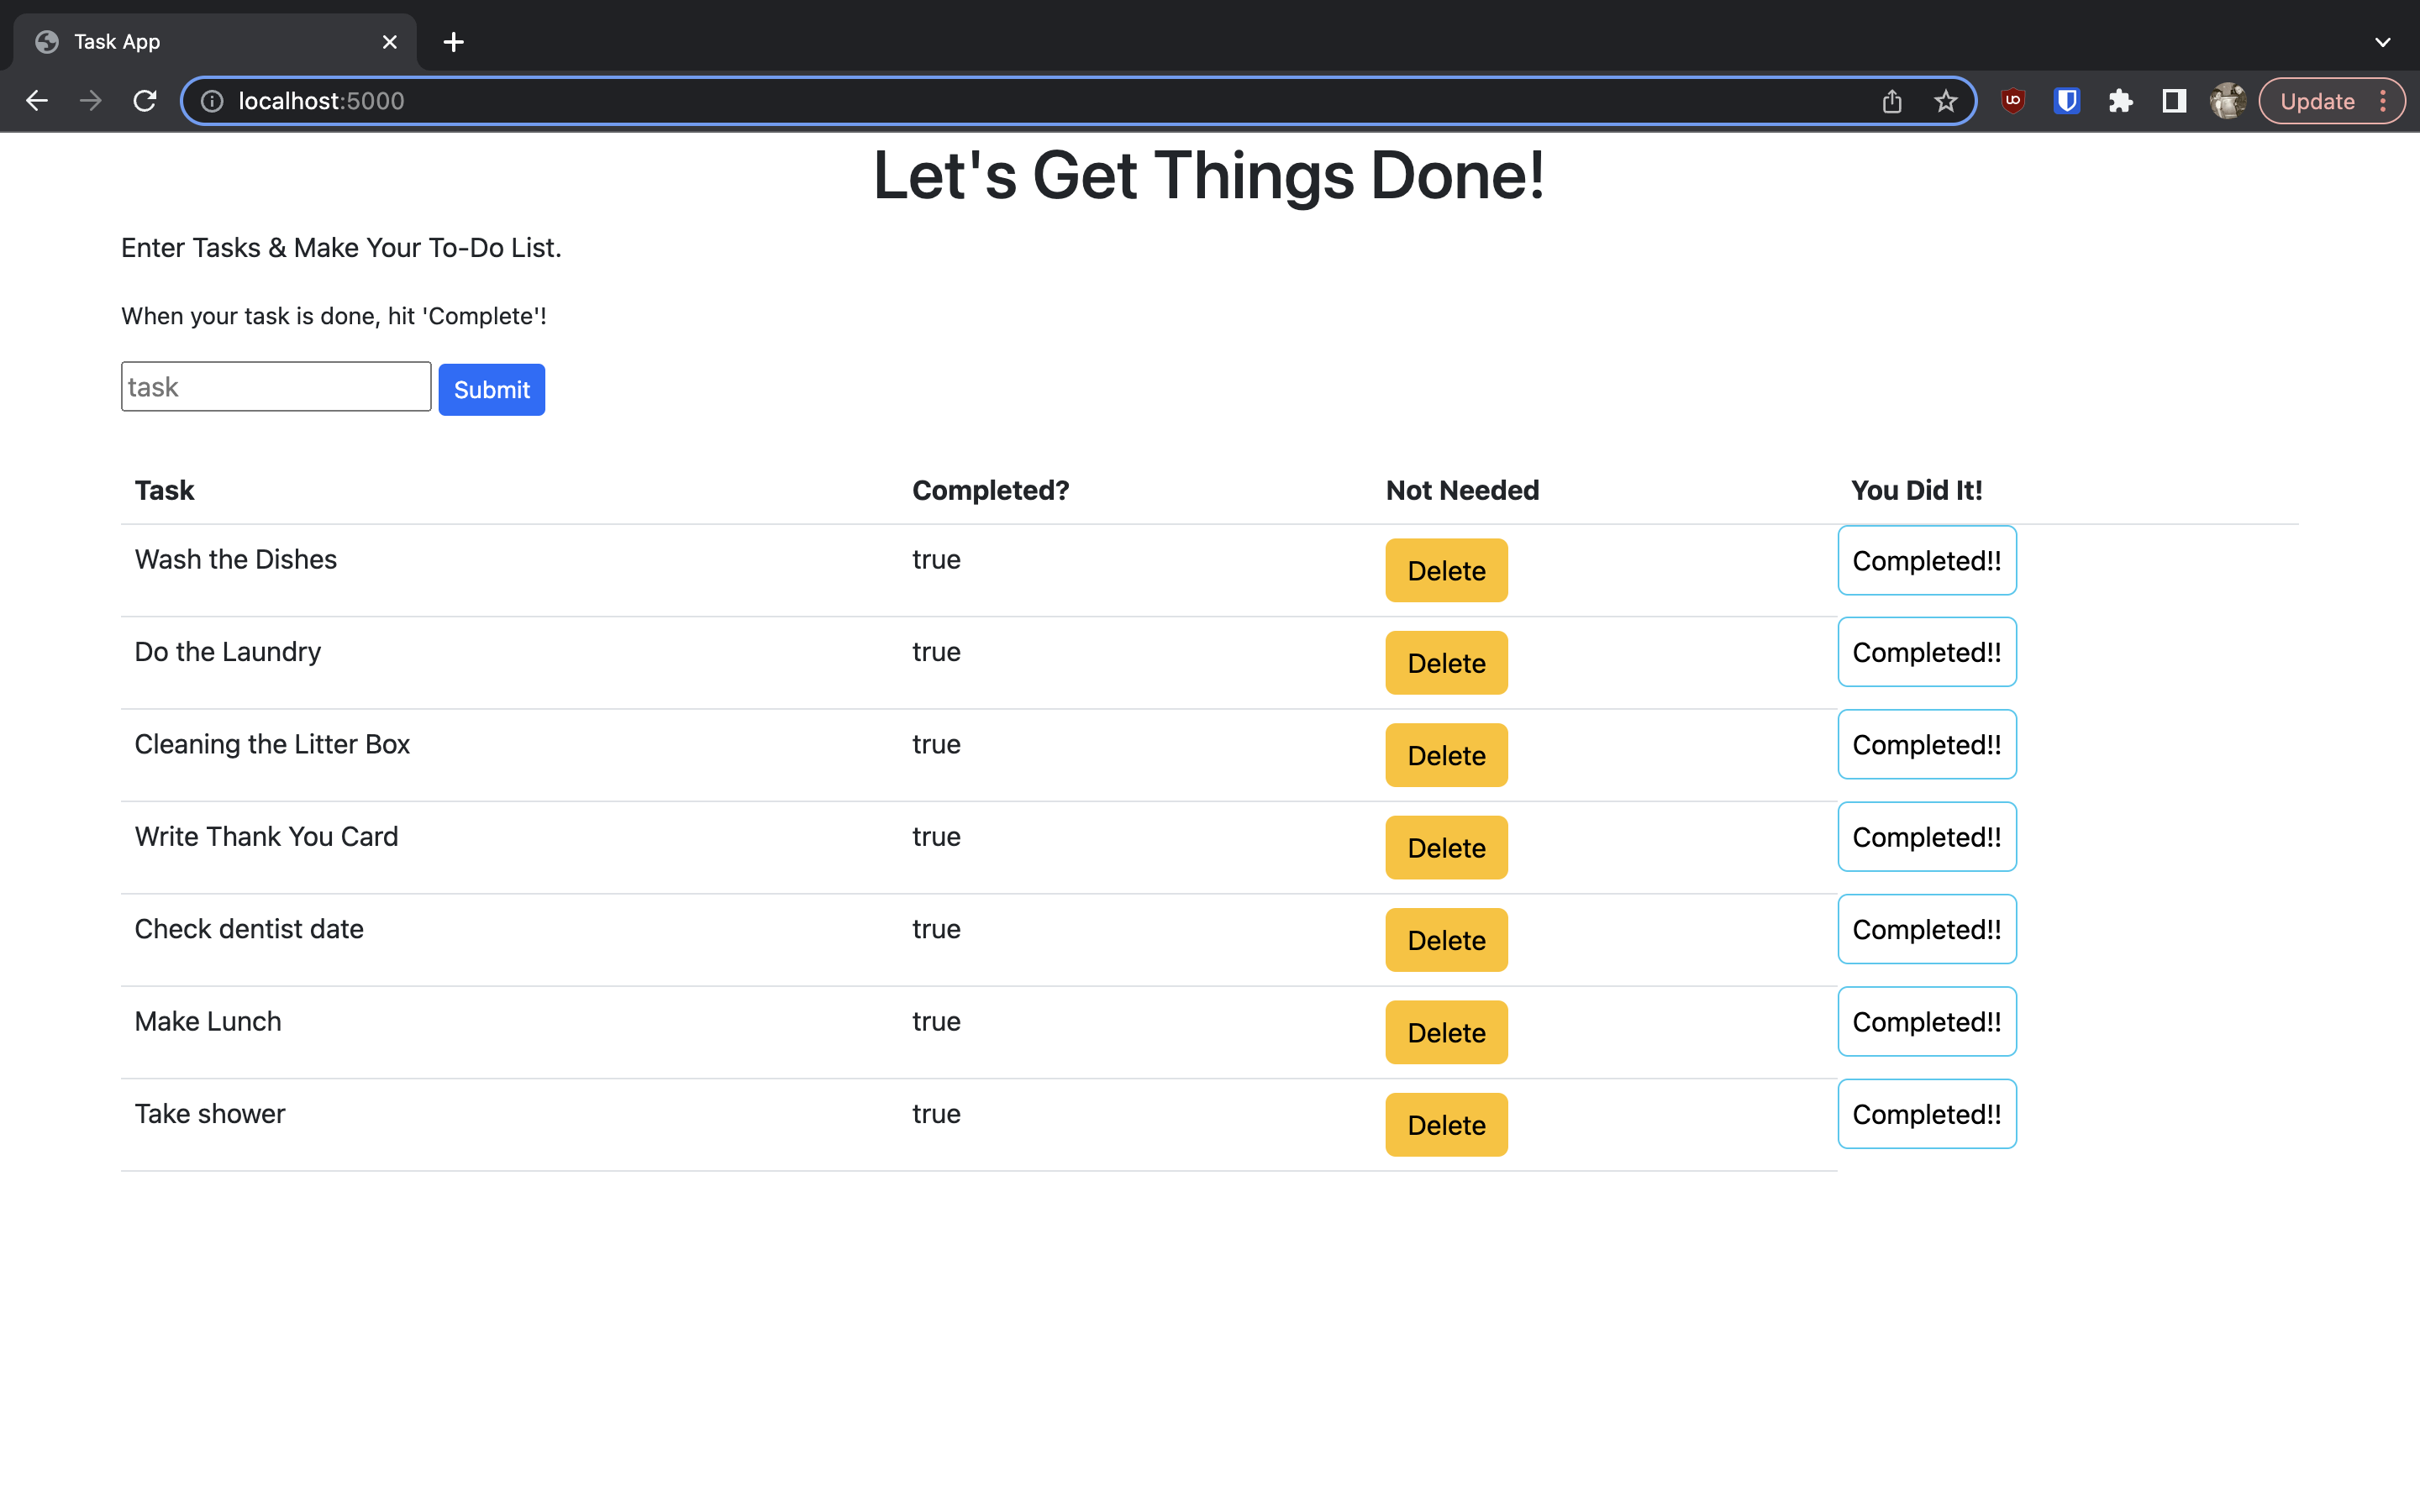 Task App
localhost:5000
Update
Let's Get Things Done!
Enter Tasks & Make Your To-Do List.
When your task is done, hit 'Complete'!
task Submit
Task Completed? Not Needed You Did It!
Wash the Dishes true Delete Completed!!
Do the Laundry true Delete Completed!!
Cleaning the Litter Box true Delete Completed!!
Write Thank You Card true Delete Completed!!
Check dentist date true Delete Completed!!
Make Lunch true Delete Completed!!
Take shower true Delete Completed!!